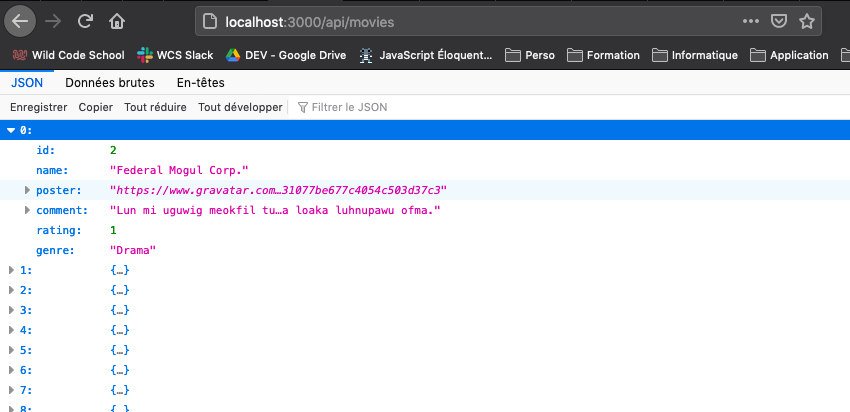 localhost:3000/api/movies
Wild Code School WCS Slack DEV - Google Drive JavaScript Éloquent... Perso Formation Informatique Application
JSON Données brutes En-têtes
Enregistrer Copier Tout réduire Tout développer Filtrer le JSON
0:
id: 2
name: "Federal Mogul Corp."
poster: "https://www.gravatar.com…31077be677c4054c503d37c3"
comment: "Lun mi uguwig meokfil tu…a loaka luhnupawu ofma."
rating: 1
genre: "Drama"
1: {…}
2: {…}
3: {…}
4: {…}
5: {…}
6: {…}
7: {…}
8: {…}